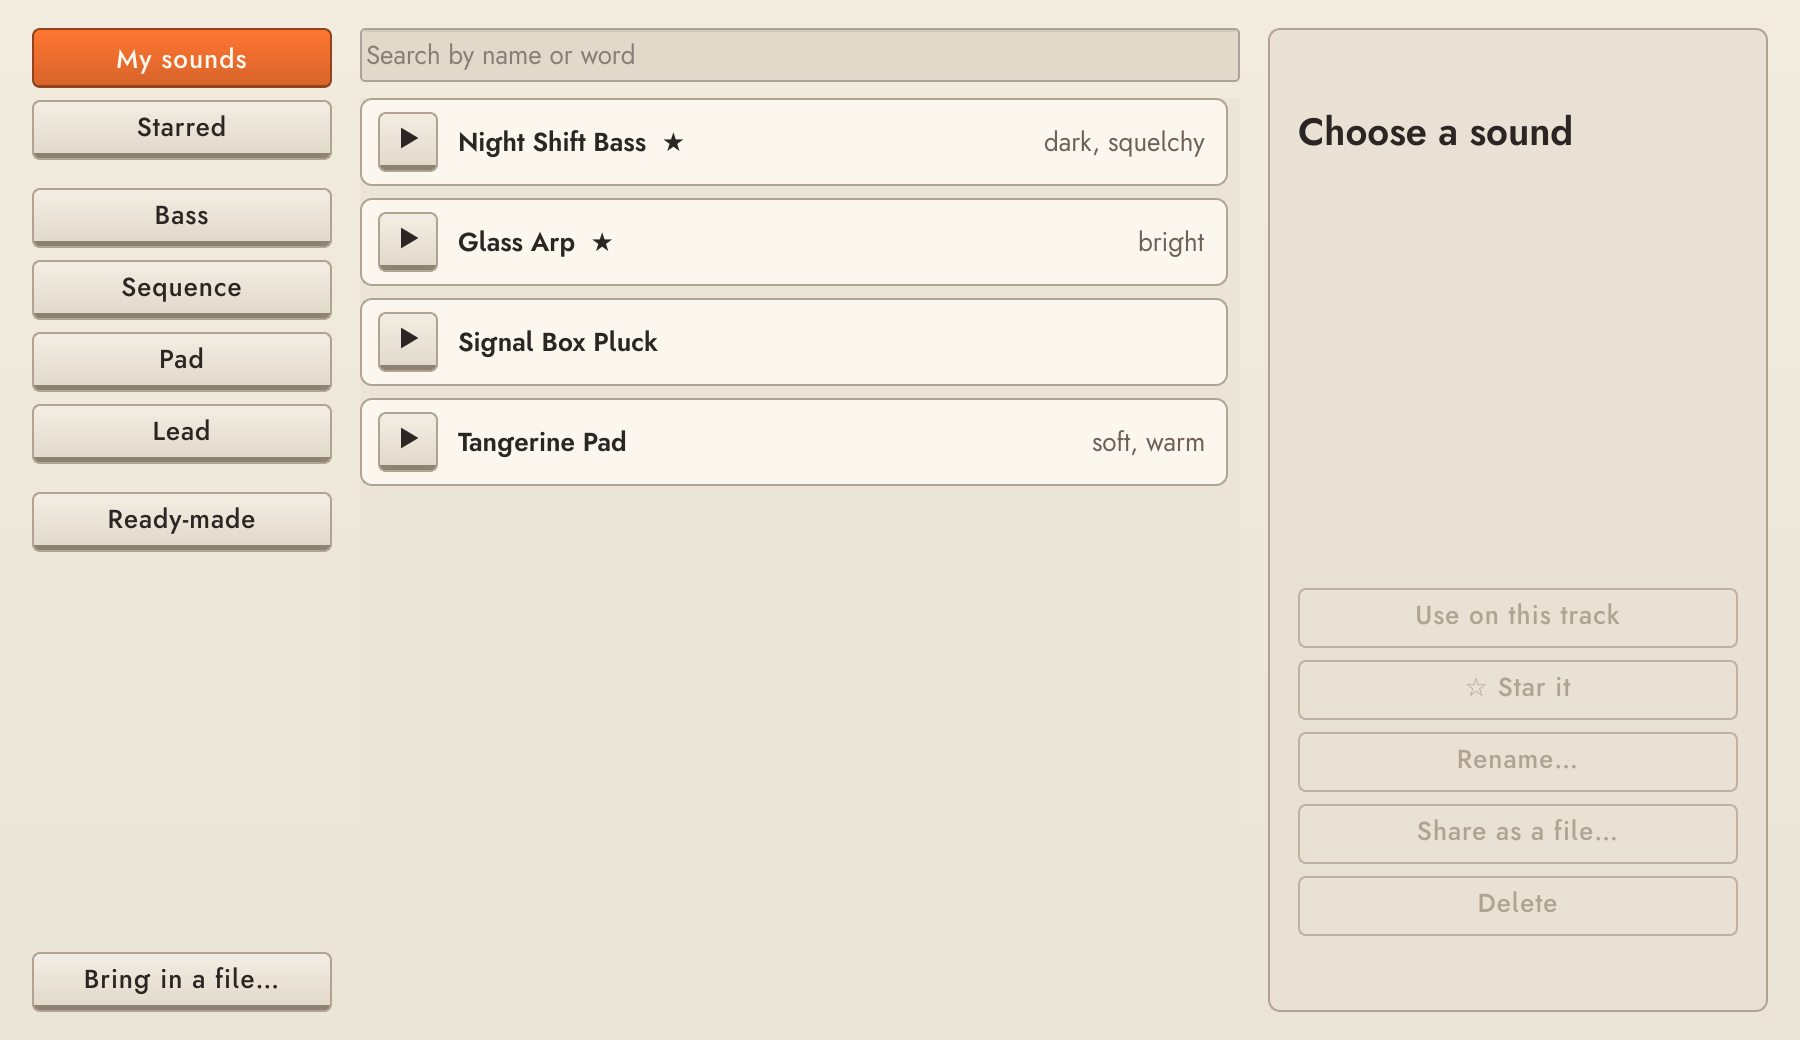 My sounds
Starred
Bass
Sequence
Pad
Lead
Ready-made
Bring in a file...
Search by name or word
Night Shift Bass ★ dark, squelchy
Glass Arp ★ bright
Signal Box Pluck
Tangerine Pad soft, warm
Choose a sound
Use on this track
☆ Star it
Rename...
Share as a file...
Delete